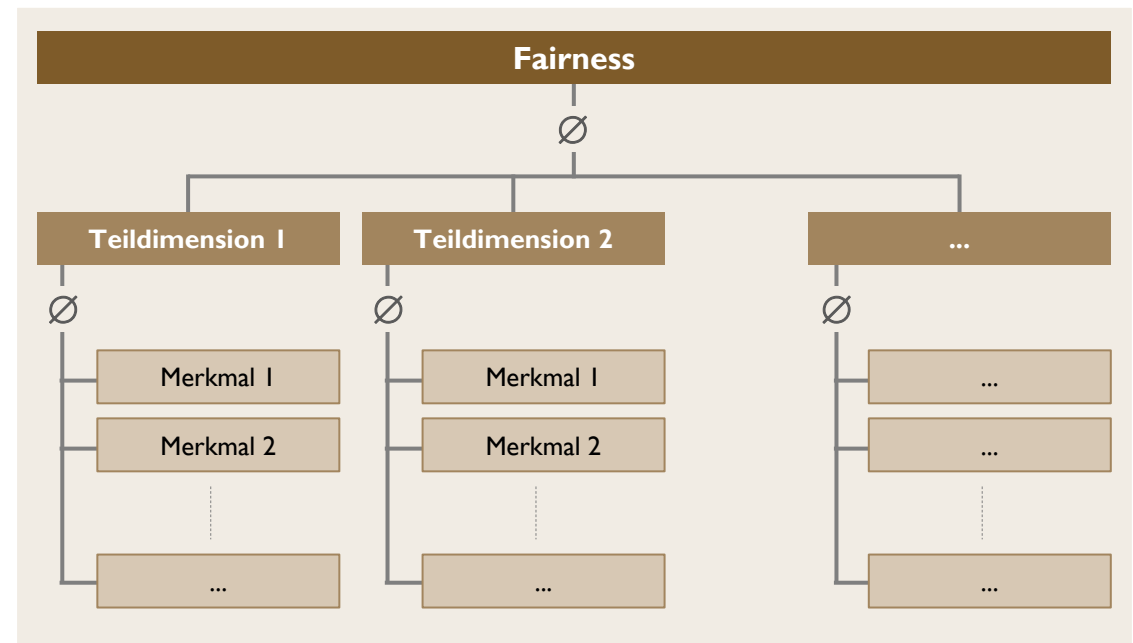 Fairness
∅
Teildimension 1
Teildimension 2
...
∅
∅
∅
Merkmal 1
Merkmal 1
...
Merkmal 2
Merkmal 2
...
...
...
...